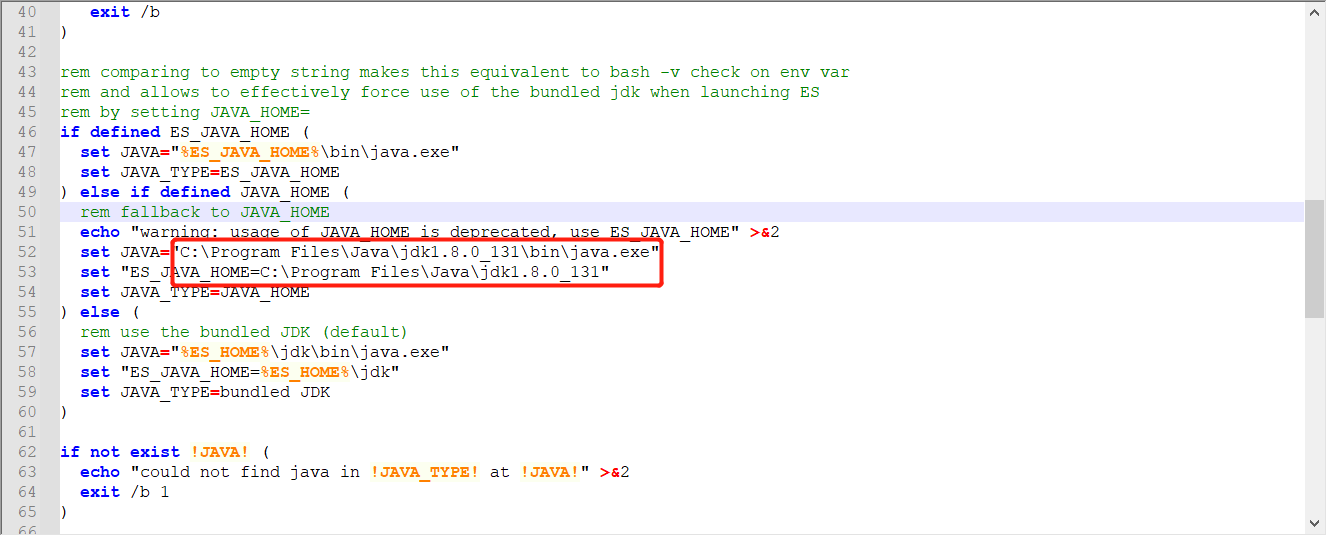 40 exit /b
41 )
42
43 rem comparing to empty string makes this equivalent to bash -v check on env var
44 rem and allows to effectively force use of the bundled jdk when launching ES
45 rem by setting JAVA_HOME=
46 if defined ES_JAVA_HOME (
47 set JAVA="%ES_JAVA_HOME%\bin\java.exe"
48 set JAVA_TYPE=ES_JAVA_HOME
49 ) else if defined JAVA_HOME (
50 rem fallback to JAVA_HOME
51 echo "warning: usage of JAVA_HOME is deprecated, use ES_JAVA_HOME" >&2
52 set JAVA="C:\Program Files\Java\jdk1.8.0_131\bin\java.exe"
53 set "ES_JAVA_HOME=C:\Program Files\Java\jdk1.8.0_131"
54 set JAVA_TYPE=JAVA_HOME
55 ) else (
56 rem use the bundled JDK (default)
57 set JAVA="%ES_HOME%\jdk\bin\java.exe"
58 set "ES_JAVA_HOME=%ES_HOME%\jdk"
59 set JAVA_TYPE=bundled JDK
60 )
61
62 if not exist !JAVA! (
63 echo "could not find java in !JAVA_TYPE! at !JAVA!" >&2
64 exit /b 1
65 )
66